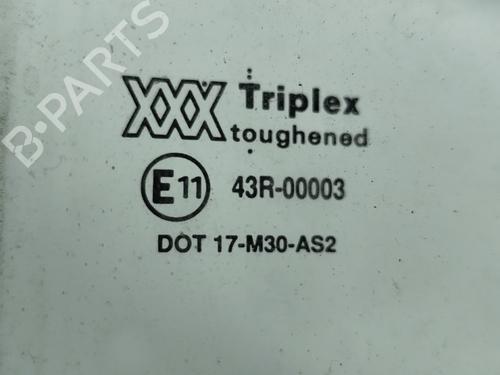 B-PARTS
XXX Triplex
toughened
E11 43R-00003
DOT 17-M30-AS2